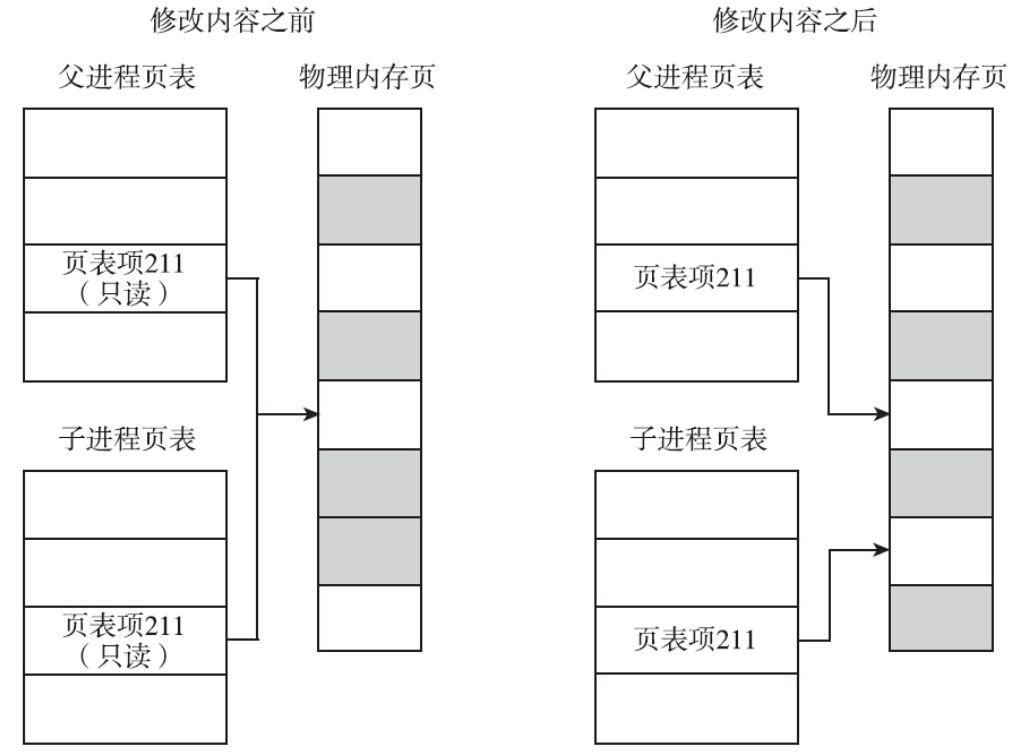 修改内容之前
父进程页表
物理内存页
页表项211
（只读）
子进程页表
页表项211
（只读）
修改内容之后
父进程页表
物理内存页
页表项211
子进程页表
页表项211